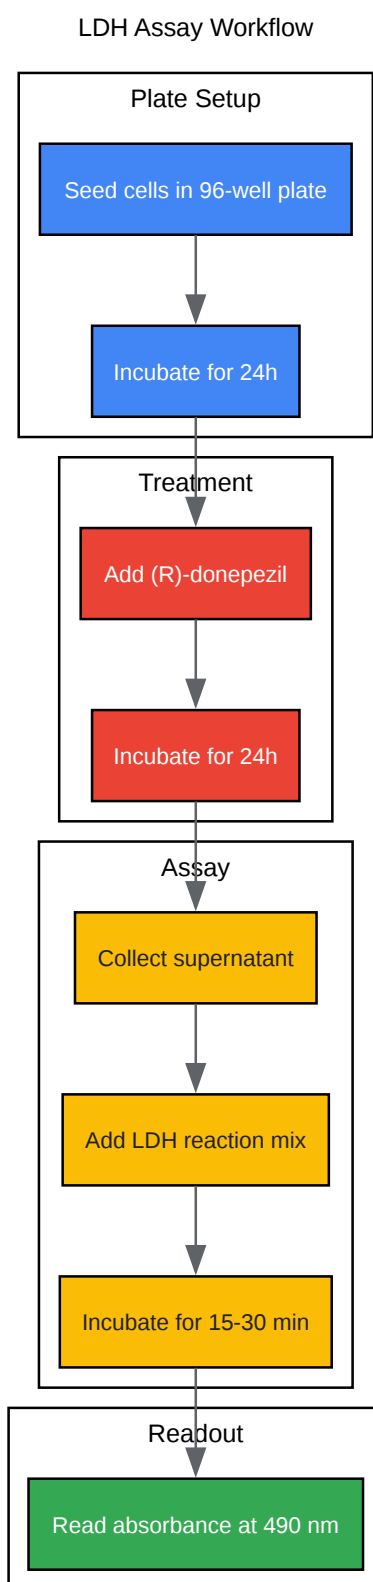 LDH Assay Workflow
Plate Setup
Seed cells in 96-well plate
Incubate for 24h
Treatment
Add (R)-donepezil
Incubate for 24h
Assay
Collect supernatant
Add LDH reaction mix
Incubate for 15-30 min
Readout
Read absorbance at 490 nm